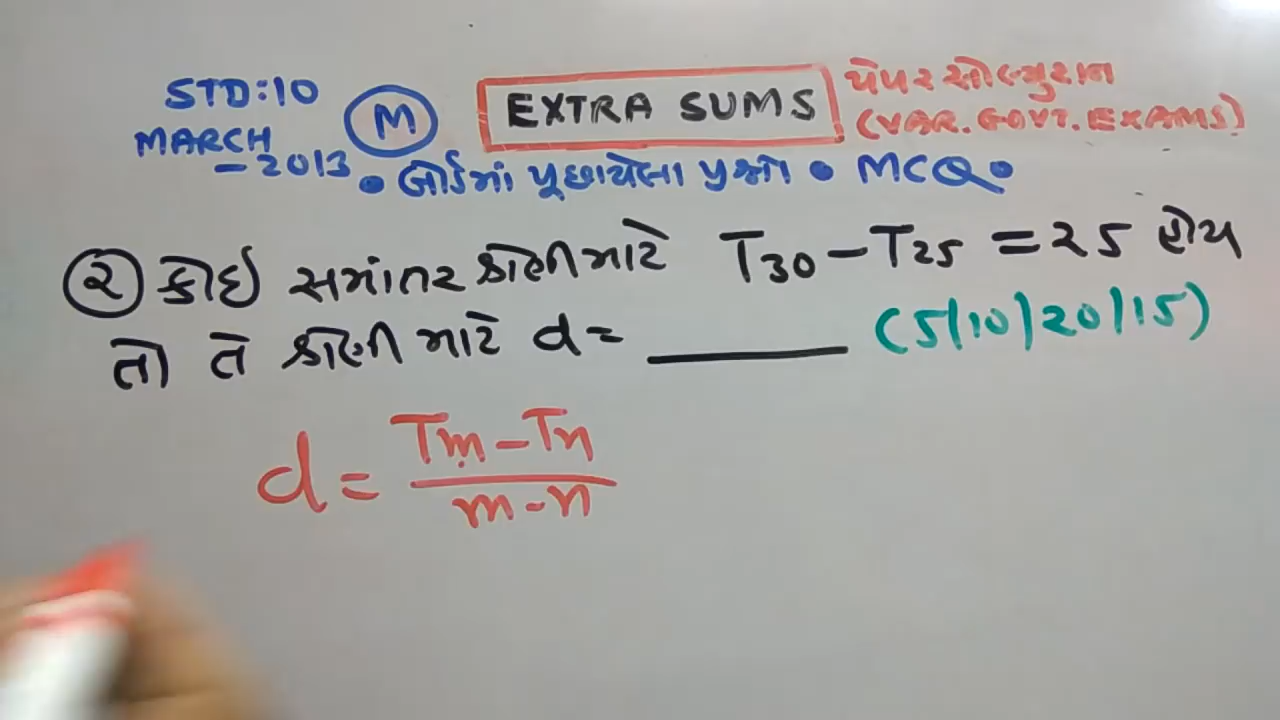 STD:10 M EXTRA SUMS પેપર સોલ્યુશન
MARCH (VAR. GOVT. EXAMS)
-2013 • બોર્ડમાં પૂછાયેલા પ્રશ્નો • MCQ •
૨ કોઇ સમાંતર શ્રેણી માટે T30 - T25 = 25 હોય
તો તે શ્રેણી માટે d = ______ (5/10/20/15)
d = Tm - Tn
m - n